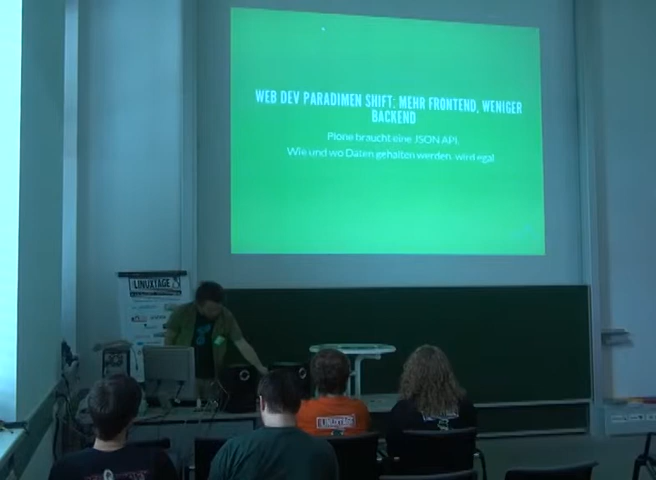 WEB DEV PARADIMEN SHIFT: MEHR FRONTEND, WENIGER
BACKEND
Plone braucht eine JSON API.
Wie und wo Daten gehalten werden, wird egal
LINUXTAGE
LINUXTAGE